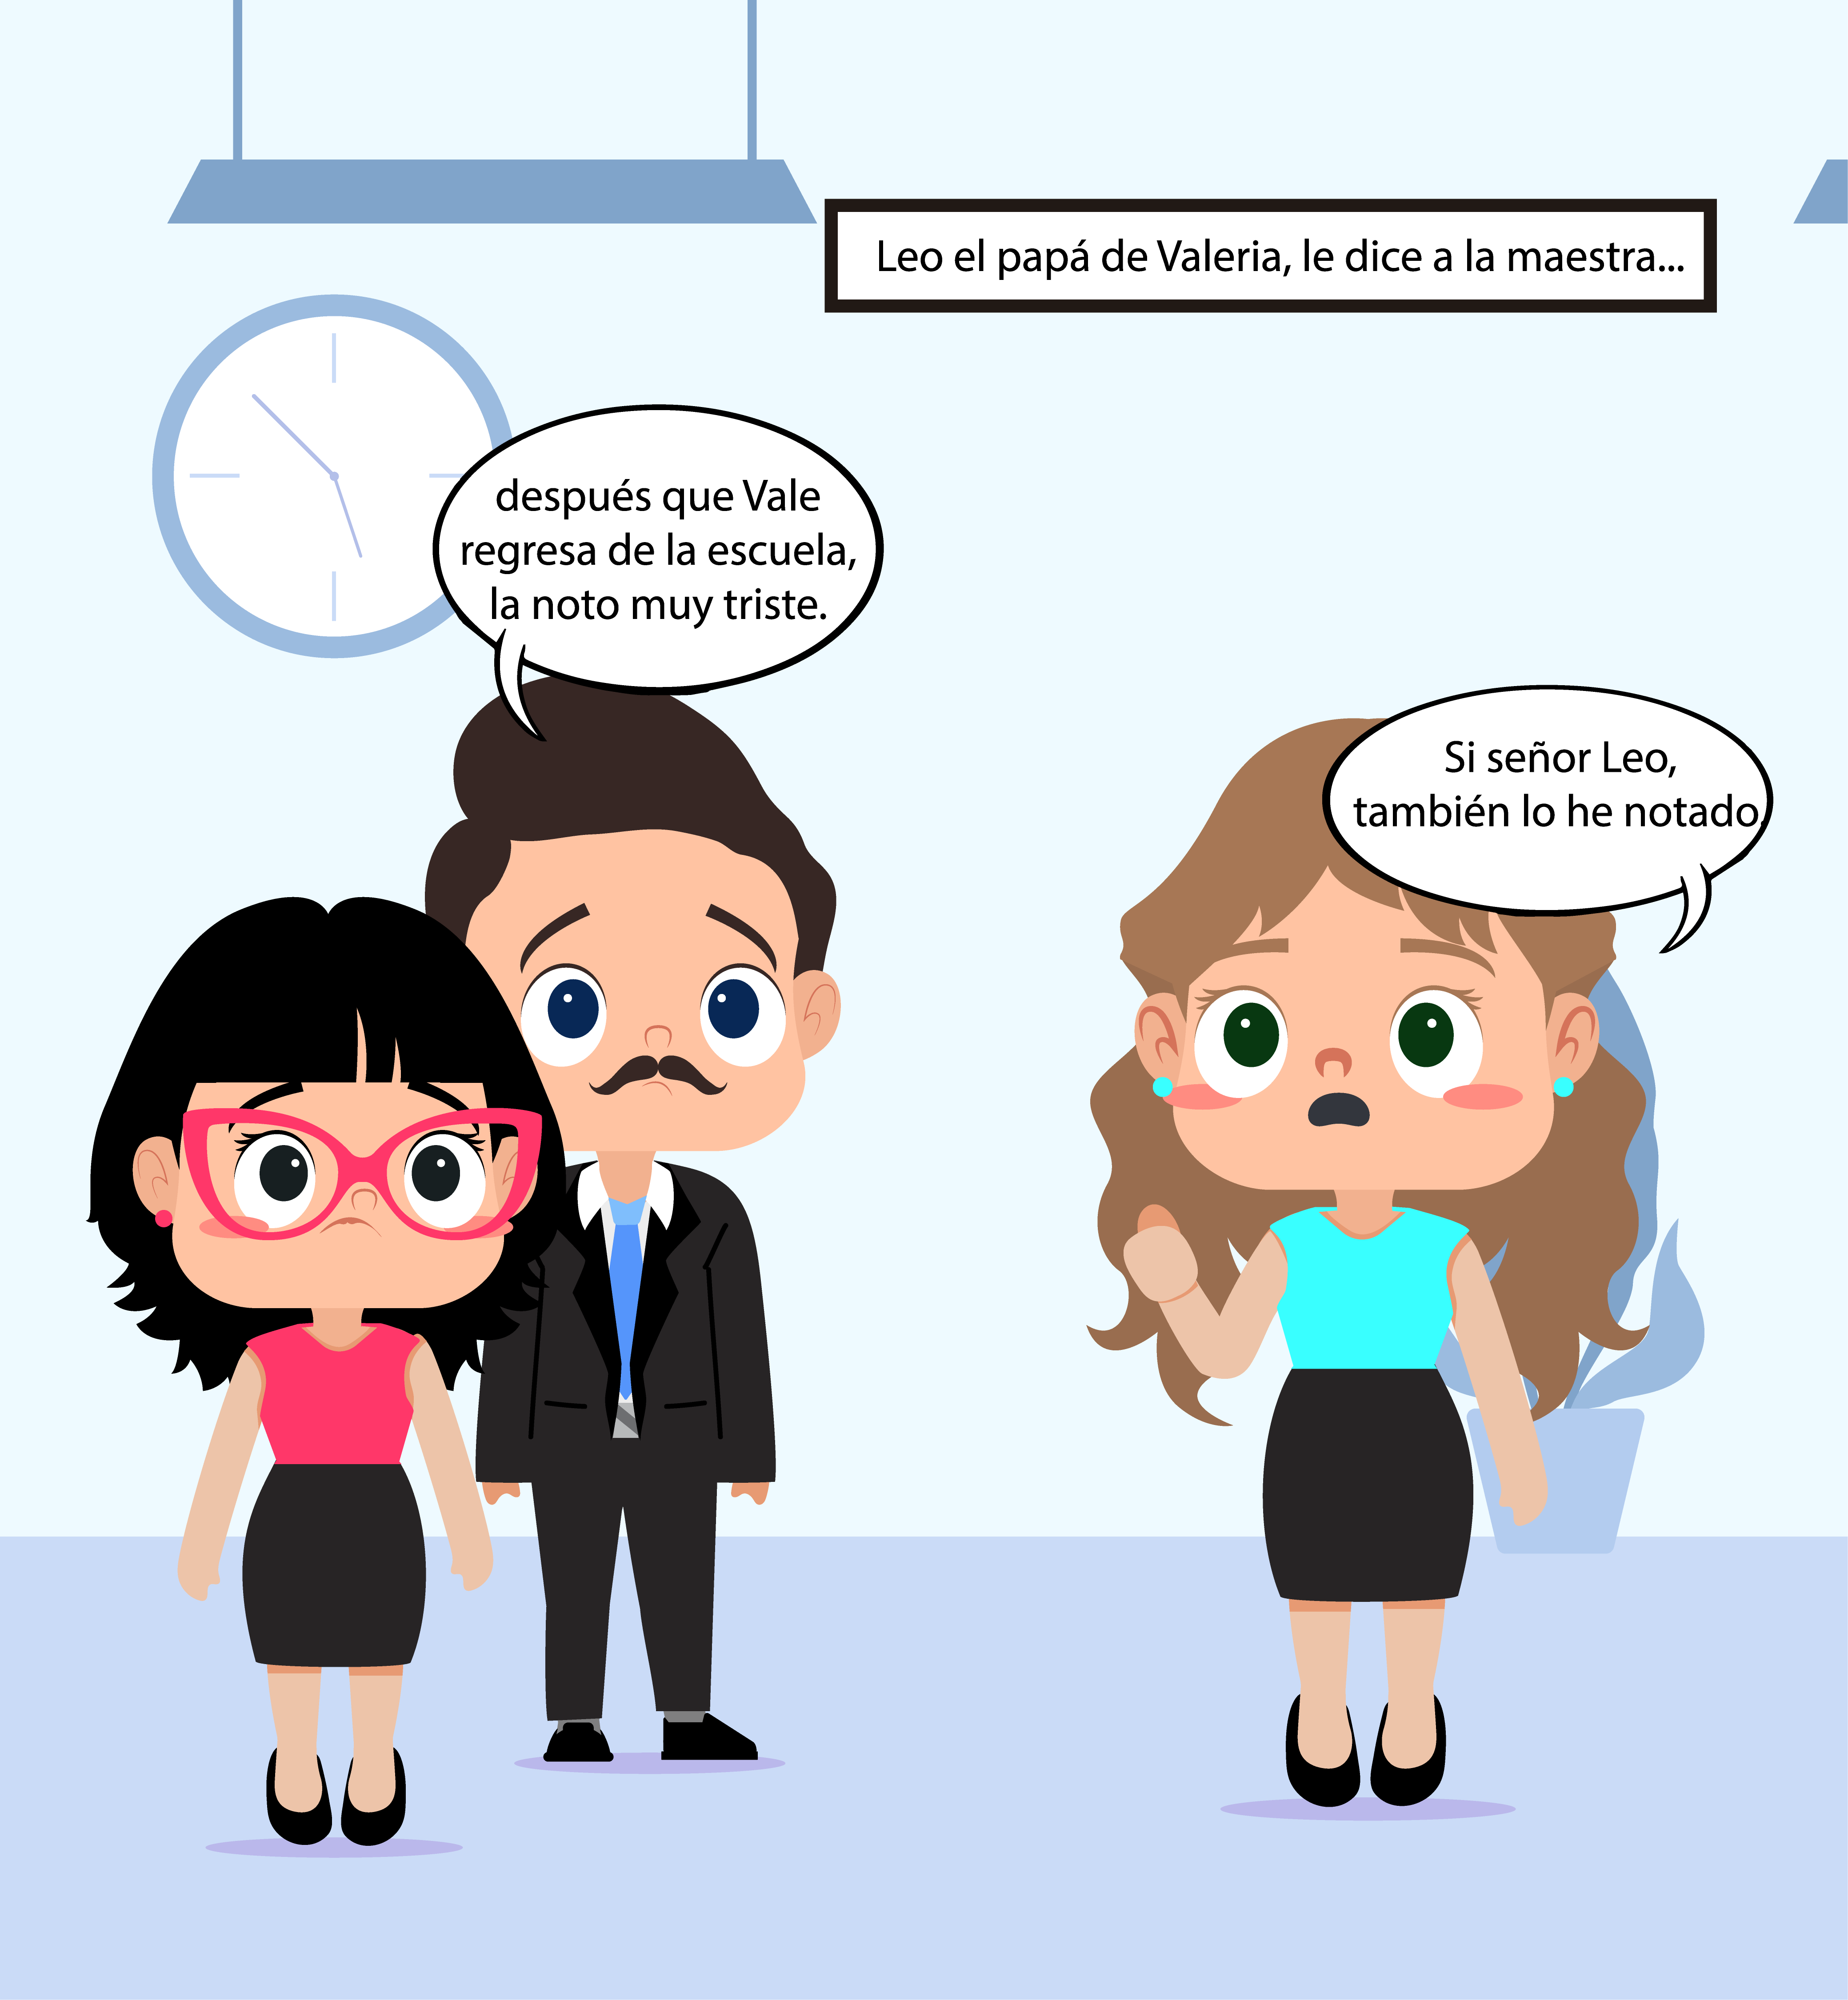 Leo el papá de Valeria, le dice a la maestra...
después que Vale
regresa de la escuela,
la noto muy triste.
Si señor Leo,
también lo he notado.